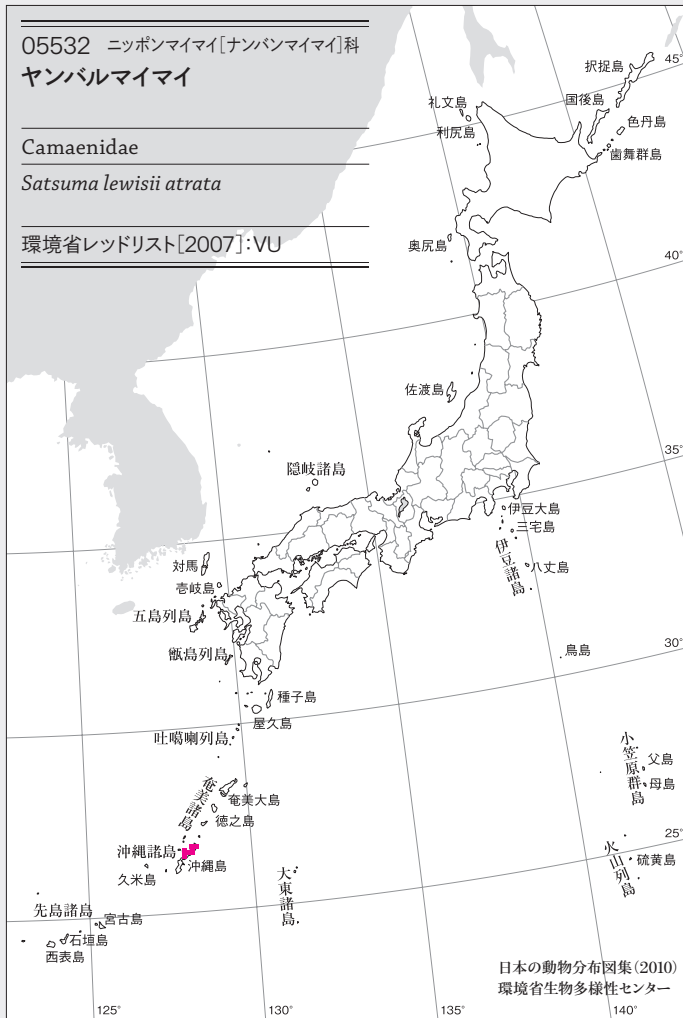 05532 ニッポンマイマイ[ナンバンマイマイ]科
ヤンバルマイマイ
Camaenidae
Satsuma lewisii atrata
環境省レッドリスト[2007]:VU
45°
択捉島
礼文島
国後島
色丹島
利尻島
歯舞群島
奥尻島
40°
佐渡島
35°
隠岐諸島
伊豆大島
三宅島
対馬
伊豆諸島
八丈島
壱岐島
五島列島
甑島列島
鳥島
30°
種子島
屋久島
吐噶喇列島
小笠原群島
父島
母島
奄美諸島
奄美大島
徳之島
25°
沖縄諸島
沖縄島
火山列島
硫黄島
久米島
大東諸島
先島諸島
宮古島
石垣島
西表島
日本の動物分布図集(2010)
環境省生物多様性センター
125°
130°
135°
140°